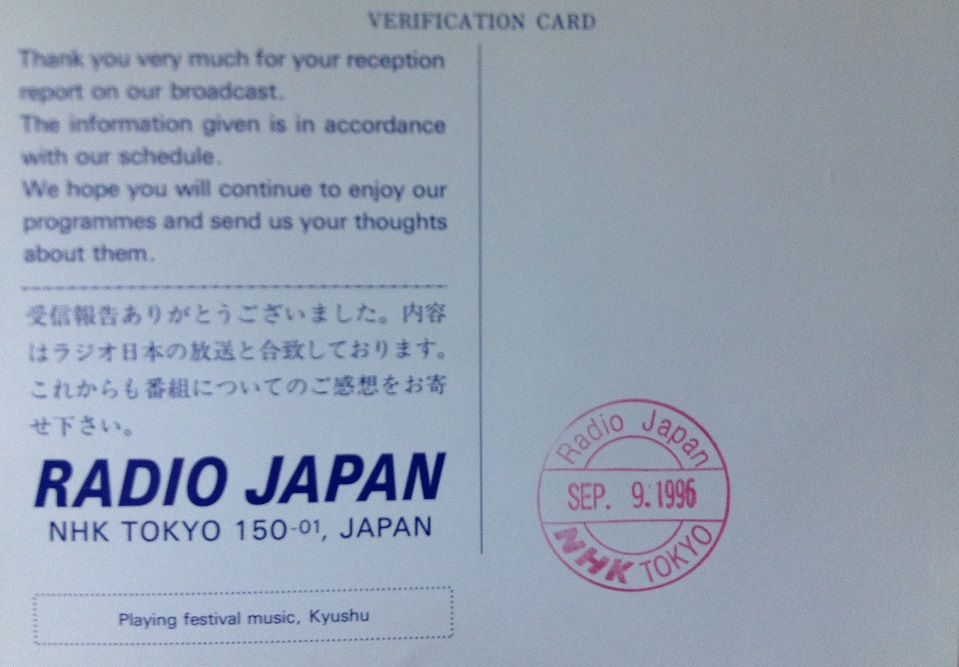 VERIFICATION CARD
Thank you very much for your reception
report on our broadcast.
The information given is in accordance
with our schedule.
We hope you will continue to enjoy our
programmes and send us your thoughts
about them.
受信報告ありがとうございました。内容
はラジオ日本の放送と合致しております。
これからも番組についてのご感想をお寄
せ下さい。
RADIO JAPAN
NHK TOKYO 150-01, JAPAN
Playing festival music, Kyushu
Radio Japan
SEP. 9.1996
NHK TOKYO